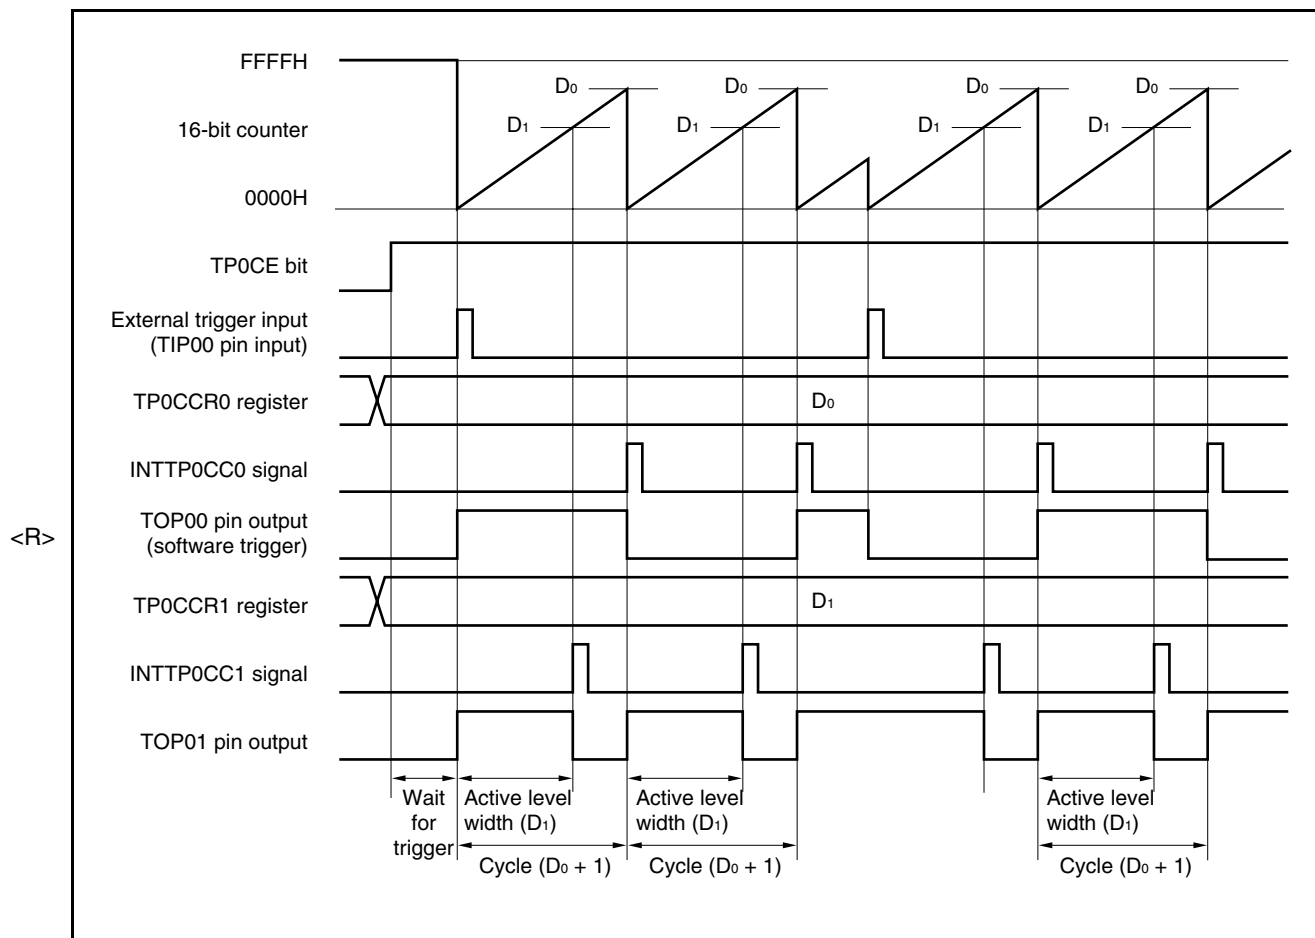 FFFFH
D0
D0
D0
D0
16-bit counter
D1
D1
D1
D1
0000H
TP0CE bit
External trigger input
(TIP00 pin input)
TP0CCR0 register
D0
INTTP0CC0 signal
<R>
TOP00 pin output
(software trigger)
TP0CCR1 register
D1
INTTP0CC1 signal
TOP01 pin output
Wait
for
trigger
Active level
width (D1)
Active level
width (D1)
Active level
width (D1)
Cycle (D0 + 1)
Cycle (D0 + 1)
Cycle (D0 + 1)